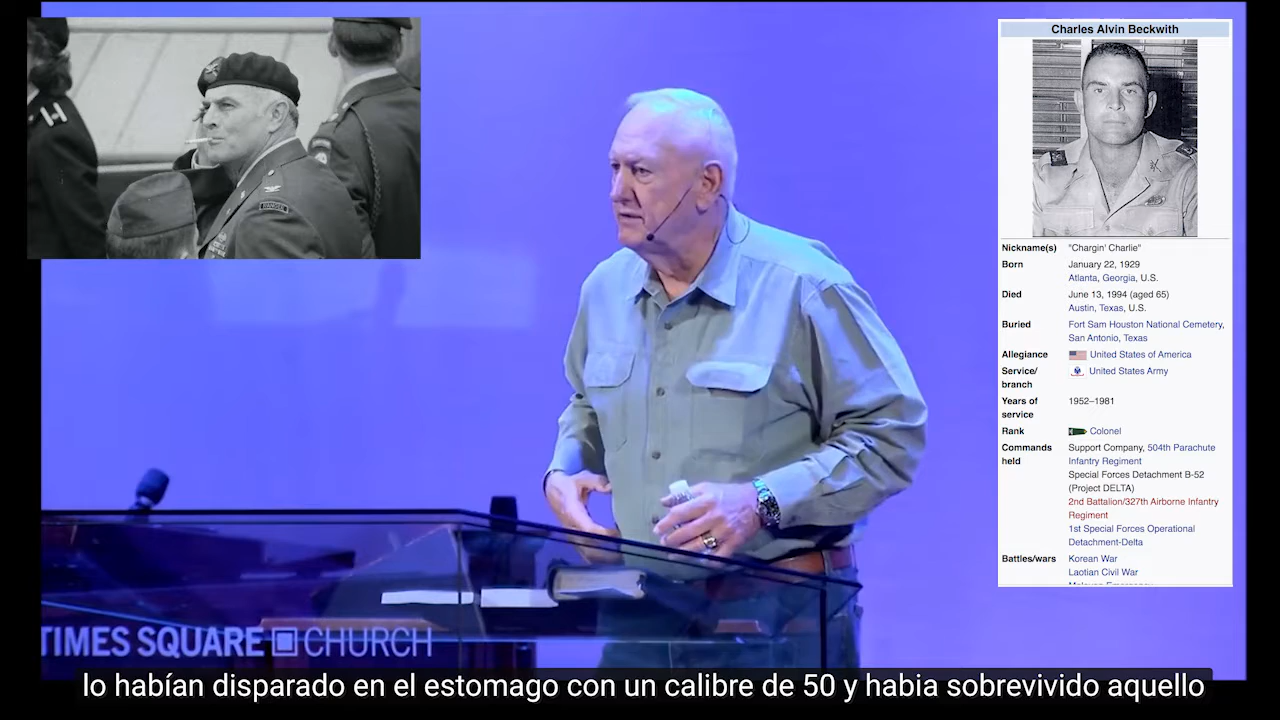 Charles Alvin Beckwith
Nickname(s) "Chargin' Charlie"
Born January 22, 1929
Atlanta, Georgia, U.S.
Died June 13, 1994 (aged 65)
Austin, Texas, U.S.
Buried Fort Sam Houston National Cemetery,
San Antonio, Texas
Allegiance United States of America
Service/ United States Army
branch
Years of 1952–1981
service
Rank Colonel
Commands Support Company, 504th Parachute
held Infantry Regiment
Special Forces Detachment B-52
(Project DELTA)
2nd Battalion/327th Airborne Infantry
Regiment
1st Special Forces Operational
Detachment-Delta
Battles/wars Korean War
Laotian Civil War
H
RANGER
TIMES SQUARE CHURCH
lo habían disparado en el estomago con un calibre de 50 y habia sobrevivido aquello